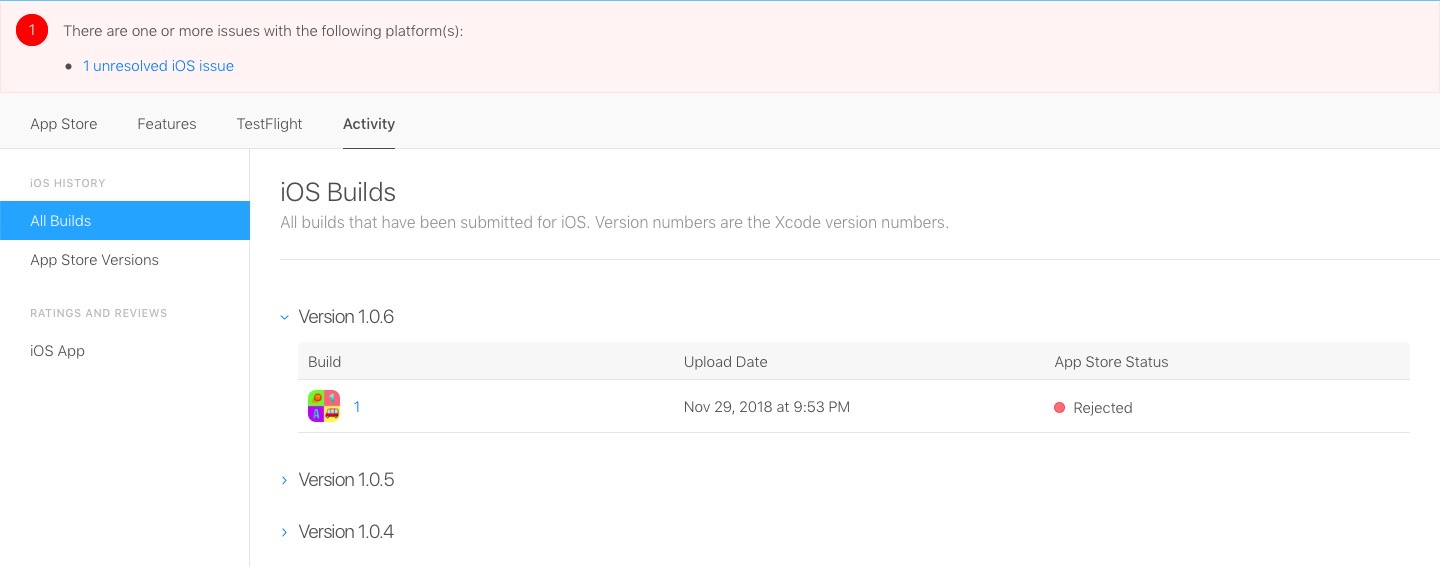 1
There are one or more issues with the following platform(s):
1 unresolved iOS issue
App Store Features TestFlight Activity
iOS HISTORY
All Builds
App Store Versions
RATINGS AND REVIEWS
iOS App
iOS Builds
All builds that have been submitted for iOS. Version numbers are the Xcode version numbers.
Version 1.0.6
Build Upload Date App Store Status
A
1 Nov 29, 2018 at 9:53 PM Rejected
Version 1.0.5
Version 1.0.4